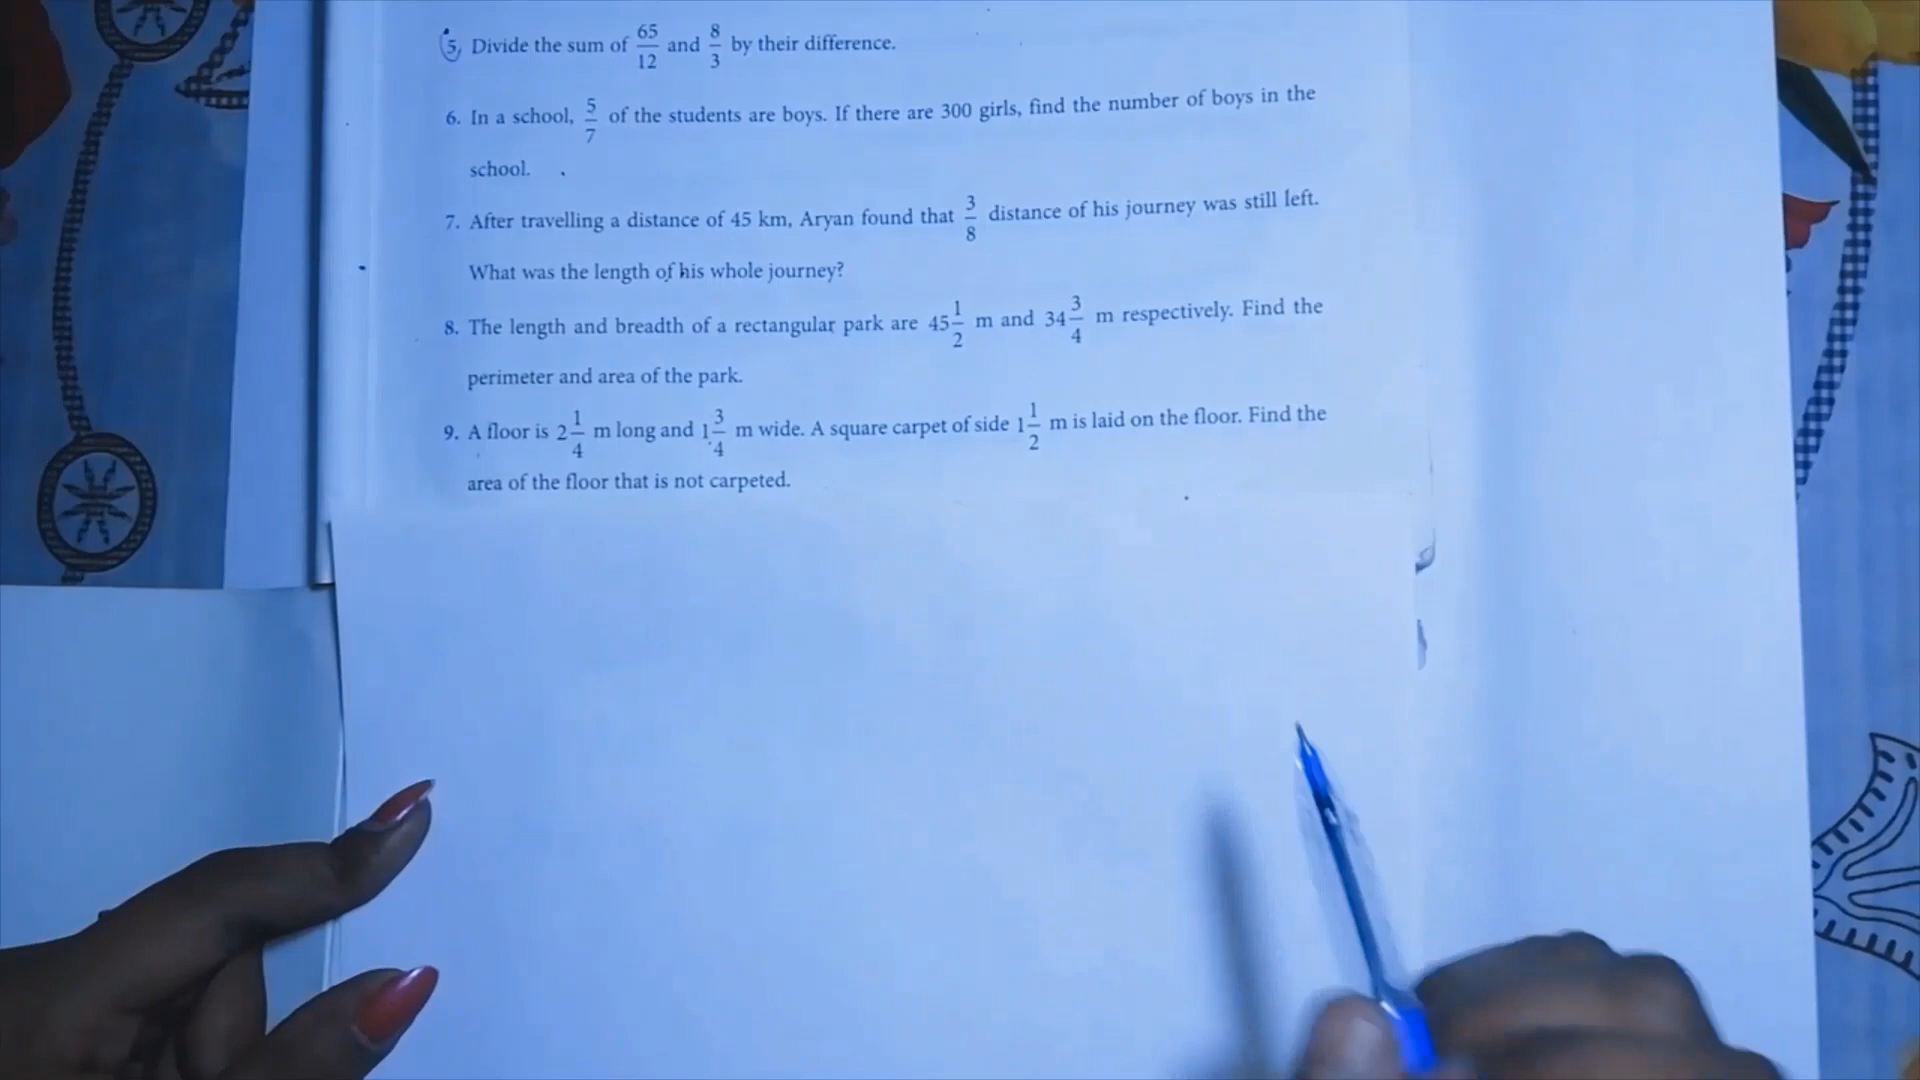 5. Divide the sum of 65/12 and 8/3 by their difference.
6. In a school, 5/7 of the students are boys. If there are 300 girls, find the number of boys in the
school.
7. After travelling a distance of 45 km, Aryan found that 3/8 distance of his journey was still left.
What was the length of his whole journey?
8. The length and breadth of a rectangular park are 45 1/2 m and 34 3/4 m respectively. Find the
perimeter and area of the park.
9. A floor is 2 1/4 m long and 1 3/4 m wide. A square carpet of side 1 1/2 m is laid on the floor. Find the
area of the floor that is not carpeted.